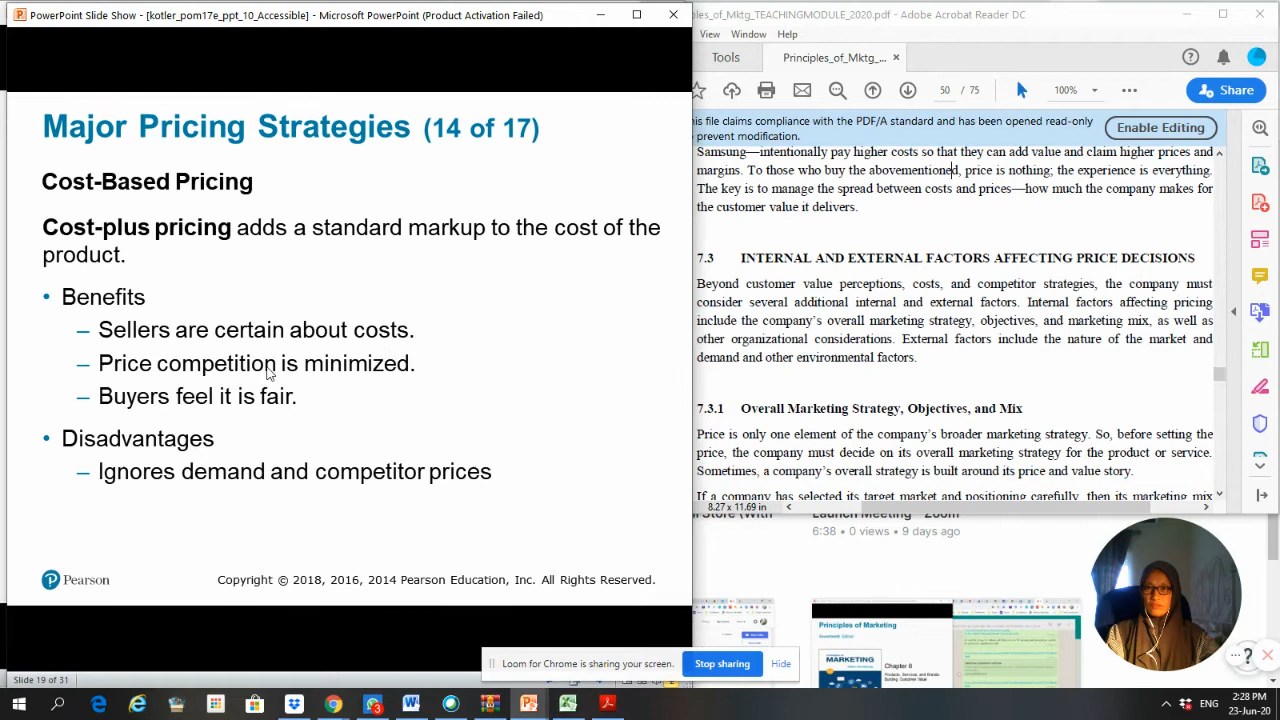 PowerPoint Slide Show - [kotler_pom17e_ppt_10_Accessible] - Microsoft PowerPoint (Product Activation Failed)
Major Pricing Strategies (14 of 17)
Cost-Based Pricing
Cost-plus pricing adds a standard markup to the cost of the
product.
• Benefits
– Sellers are certain about costs.
– Price competition is minimized.
– Buyers feel it is fair.
• Disadvantages
– Ignores demand and competitor prices
Pearson
Copyright © 2018, 2016, 2014 Pearson Education, Inc. All Rights Reserved.
Slide 19 of 31
ples_of_Mktg_TEACHINGMODULE_2020.pdf - Adobe Acrobat Reader DC
View Window Help
Tools
Principles_of_Mktg_... ×
50 / 75
100%
Share
his file claims compliance with the PDF/A standard and has been opened read-only
o prevent modification.
Enable Editing
Samsung—intentionally pay higher costs so that they can add value and claim higher prices and
margins. To those who buy the abovementioned, price is nothing; the experience is everything.
The key is to manage the spread between costs and prices—how much the company makes for
the customer value it delivers.
7.3 INTERNAL AND EXTERNAL FACTORS AFFECTING PRICE DECISIONS
Beyond customer value perceptions, costs, and competitor strategies, the company must
consider several additional internal and external factors. Internal factors affecting pricing
include the company's overall marketing strategy, objectives, and marketing mix, as well as
other organizational considerations. External factors include the nature of the market and
demand and other environmental factors.
7.3.1 Overall Marketing Strategy, Objectives, and Mix
Price is only one element of the company's broader marketing strategy. So, before setting the
price, the company must decide on its overall marketing strategy for the product or service.
Sometimes, a company's overall strategy is built around its price and value story.
If a company has selected its target market and positioning carefully, then its marketing mix
8.27 x 11.69 in
6:38 • 0 views • 9 days ago
Principles of Marketing
MARKETING
Chapter 8
Loom for Chrome is sharing your screen.
Stop sharing
Hide
3
ENG
2:28 PM
23-Jun-20